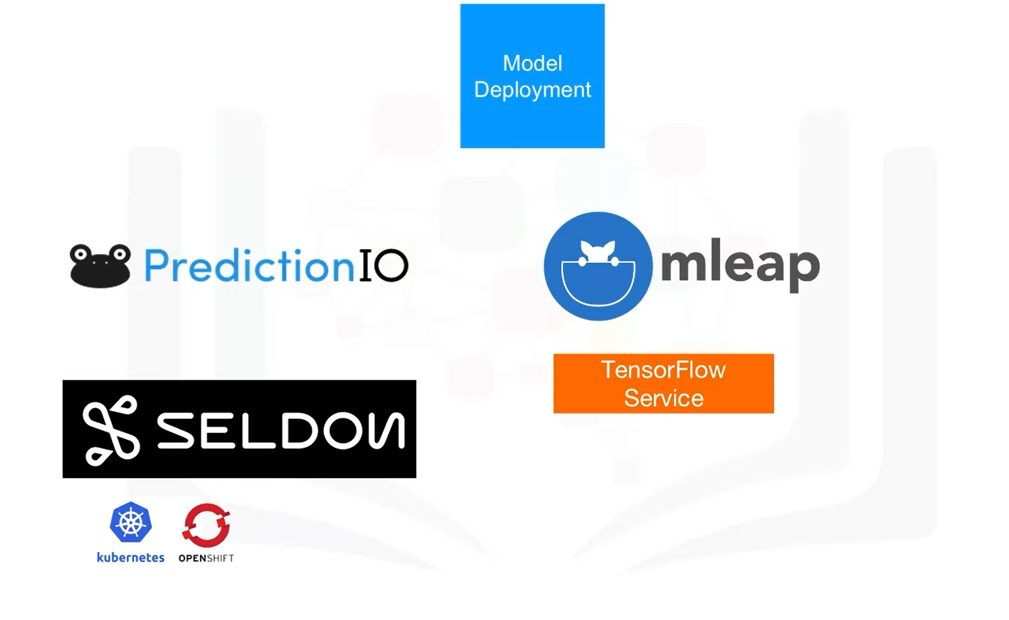 Model
Deployment
PredictionIO
mleap
TensorFlow
Service
SELDON
kubernetes
OPENSHIFT